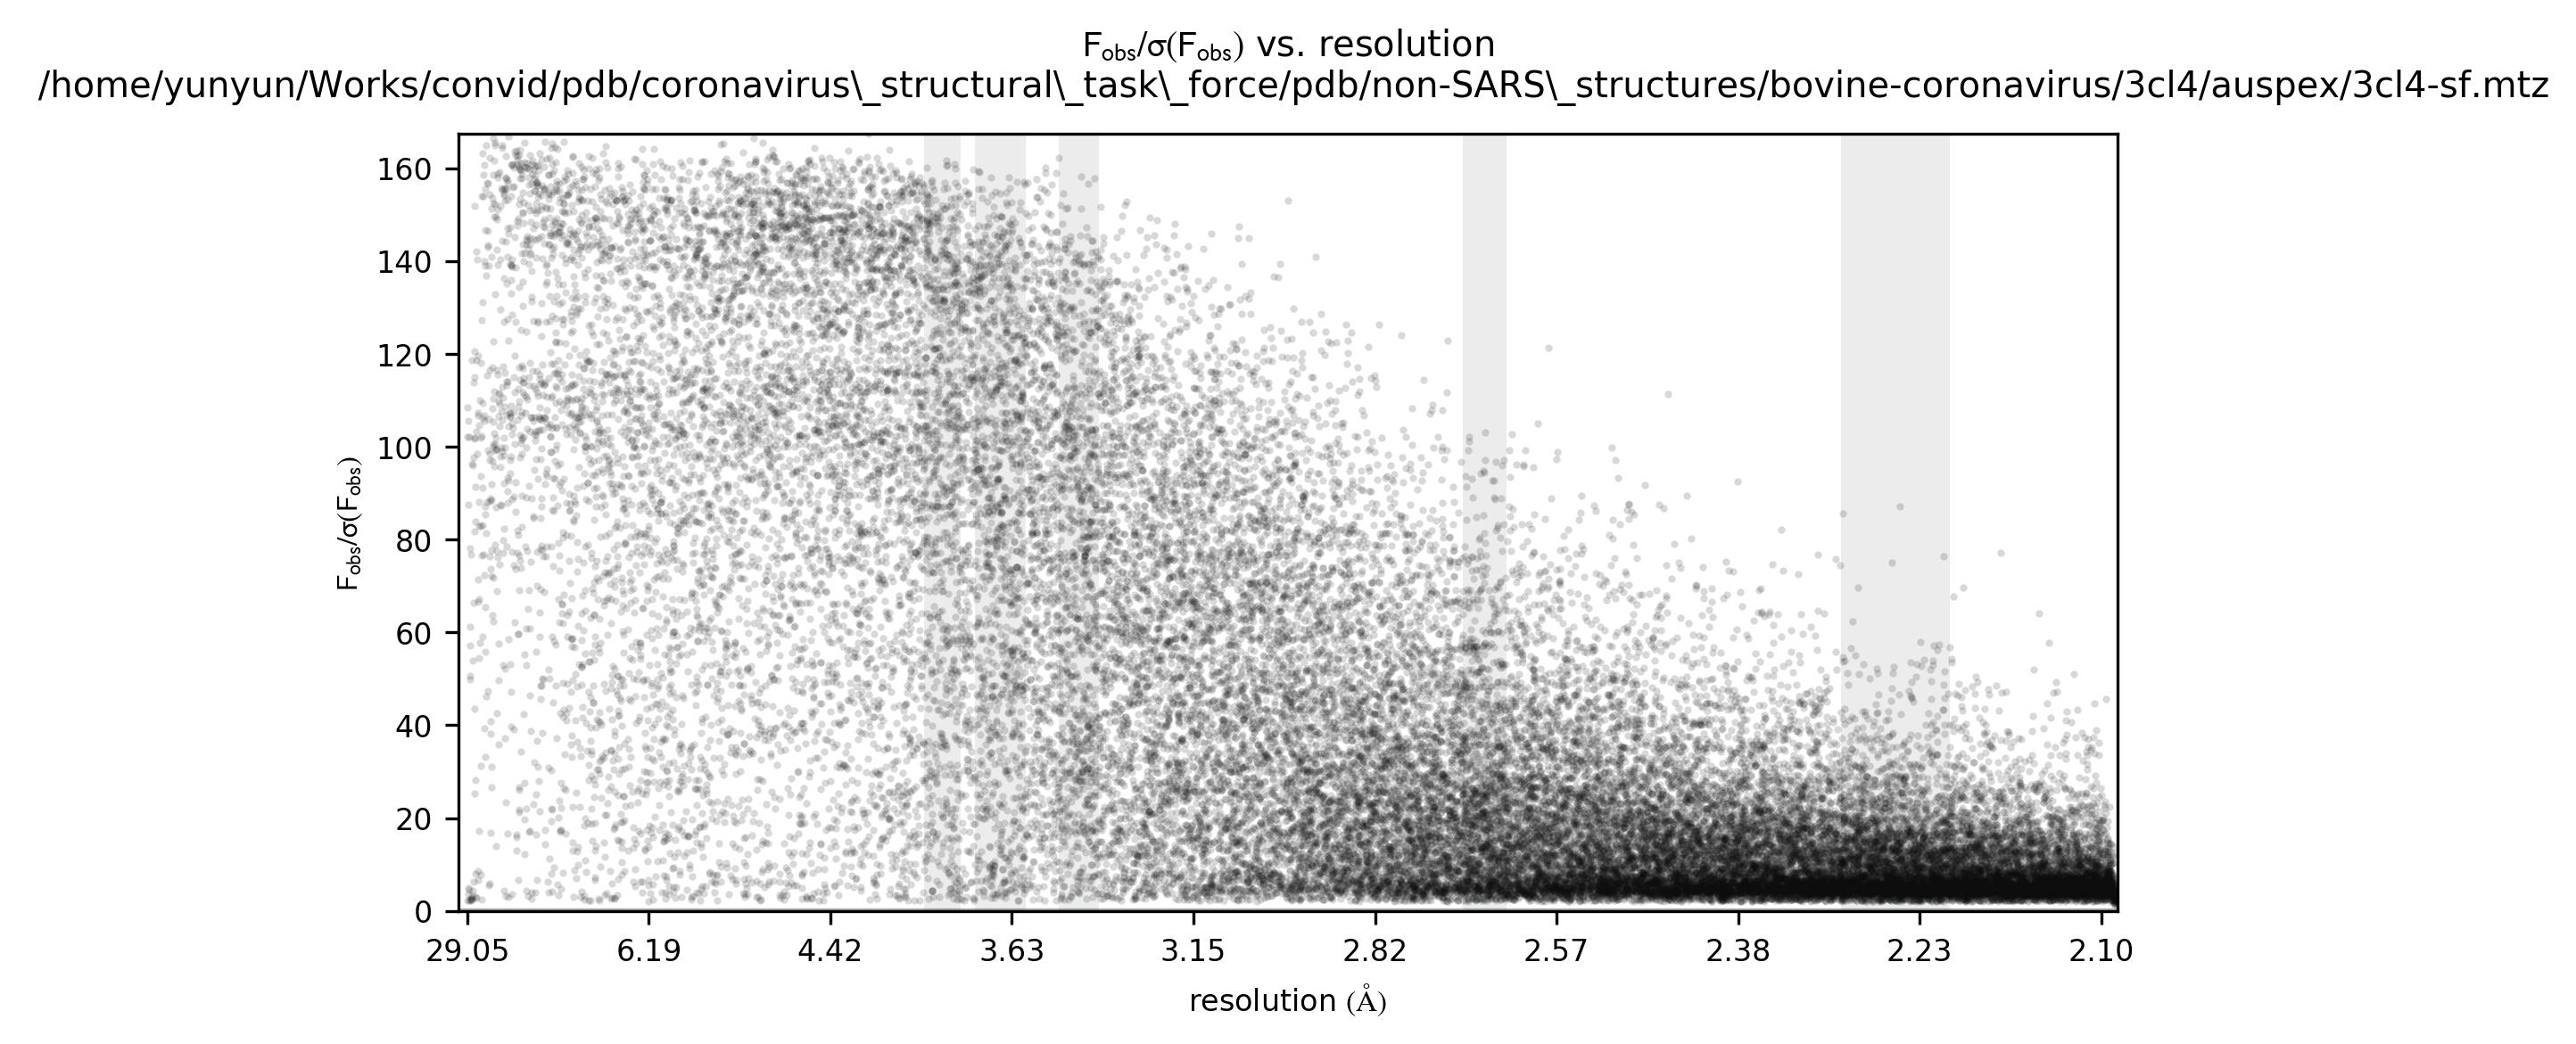 Fobs/σ(Fobs) vs. resolution
/home/yunyun/Works/convid/pdb/coronavirus\_structural\_task\_force/pdb/non-SARS\_structures/bovine-coronavirus/3cl4/auspex/3cl4-sf.mtz
Fobs/σ(Fobs)
160
140
120
100
80
60
40
20
0
29.05 6.19 4.42 3.63 3.15 2.82 2.57 2.38 2.23 2.10
resolution (Å)